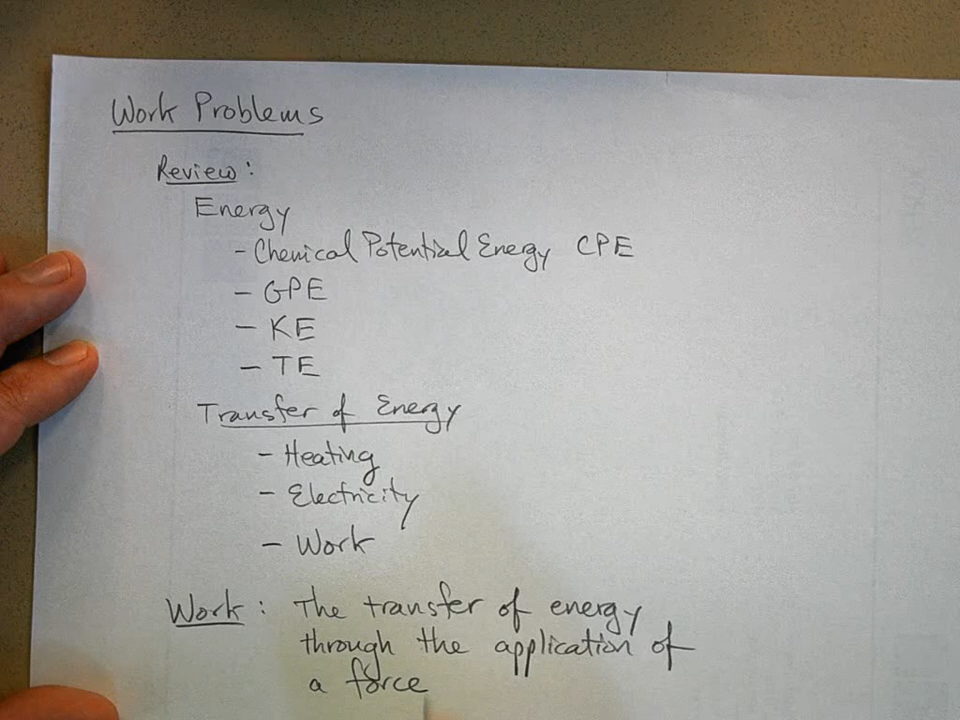 Work Problems
Review:
Energy
- Chemical Potential Energy CPE
- GPE
- KE
- TE
Transfer of Energy
- Heating
- Electricity
- Work
Work: The transfer of energy
through the application of
a force